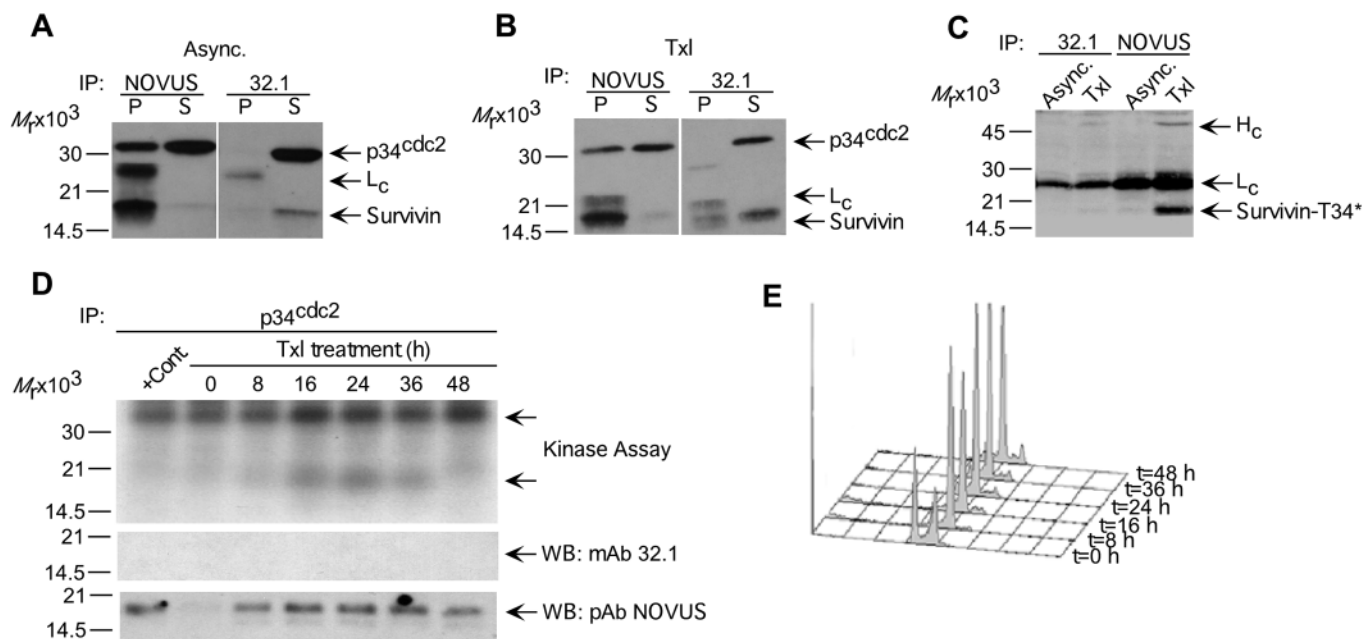 A
Async.
IP: NOVUS 32.1
P S P S
Mrx10³
30
21
14.5
p34cdc2
Lc
Survivin
B
Txl
IP: NOVUS 32.1
P S P S
Mrx10³
30
21
14.5
p34cdc2
Lc
Survivin
C
IP: 32.1 NOVUS
Async. Txl Async. Txl
Mrx10³
45
30
21
14.5
Hc
Lc
Survivin-T34*
D
IP: p34cdc2
+Cont Txl treatment (h)
Mrx10³ 0 8 16 24 36 48
30
21
14.5
Kinase Assay
21
14.5
WB: mAb 32.1
21
14.5
WB: pAb NOVUS
E
t=48 h
t=36 h
t=24 h
t=16 h
t=8 h
t=0 h